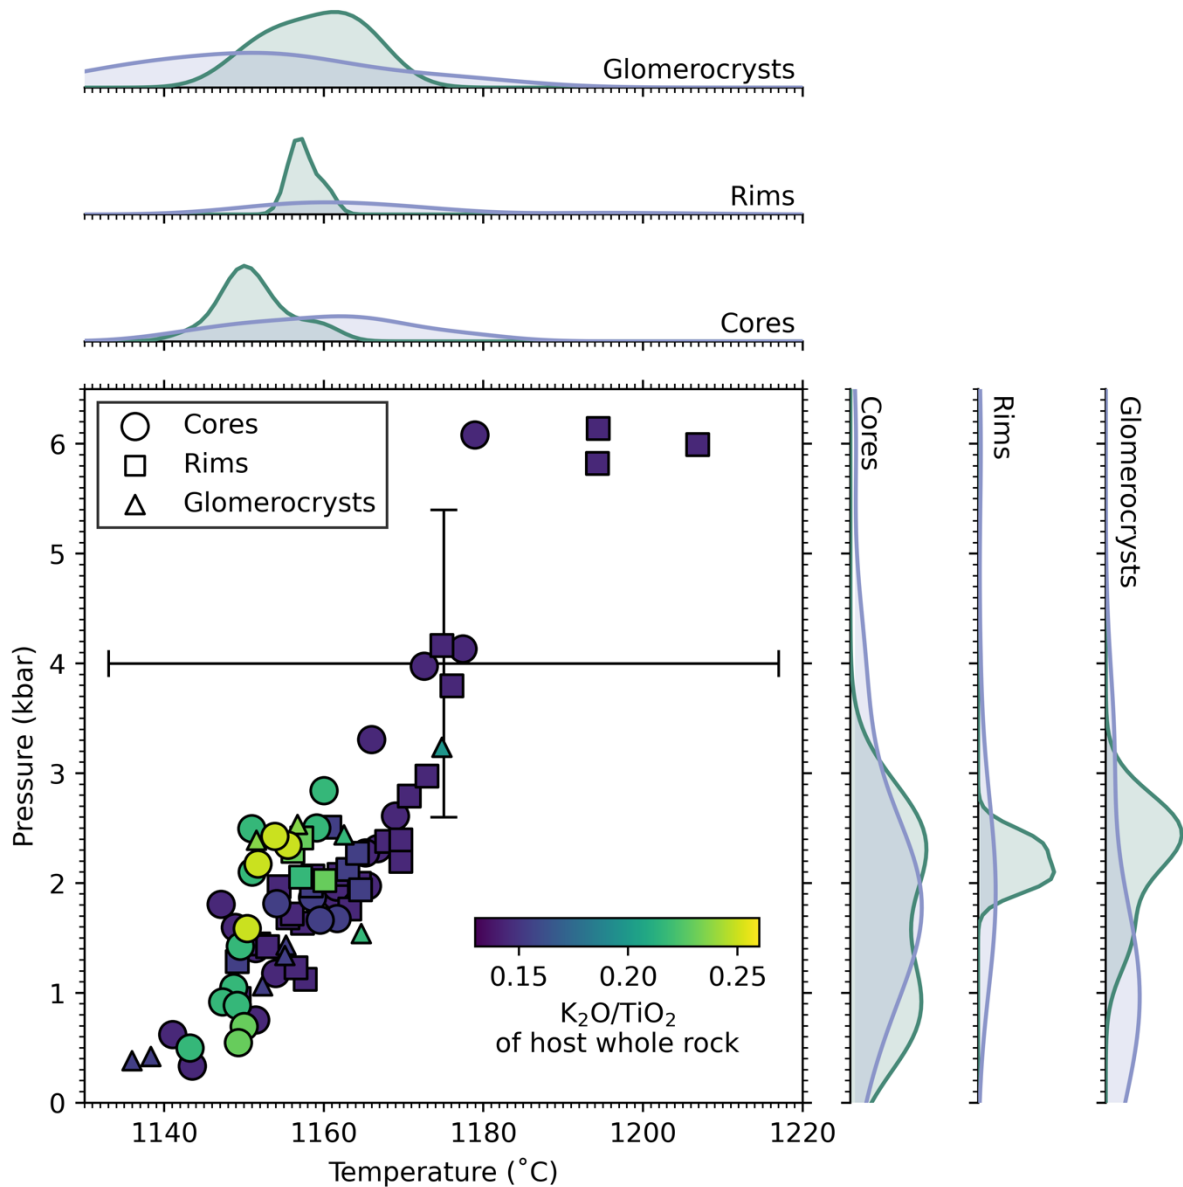 Glomerocrysts
Rims
Cores
Cores
Rims
Glomerocrysts
Cores
Rims
Glomerocrysts
6
5
4
3
2
1
0
Pressure (kbar)
0.15 0.20 0.25
K₂O/TiO₂
of host whole rock
1140 1160 1180 1200 1220
Temperature (˚C)